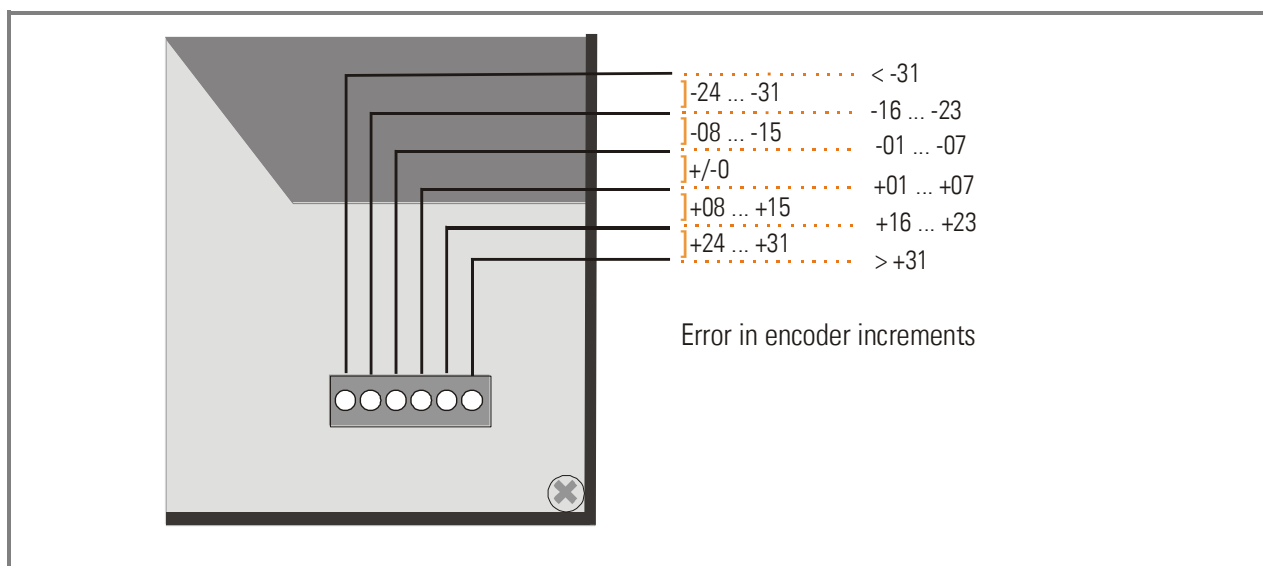 < -31
-24 ... -31
-16 ... -23
-08 ... -15
-01 ... -07
+/-0
+01 ... +07
+08 ... +15
+16 ... +23
+24 ... +31
> +31
Error in encoder increments